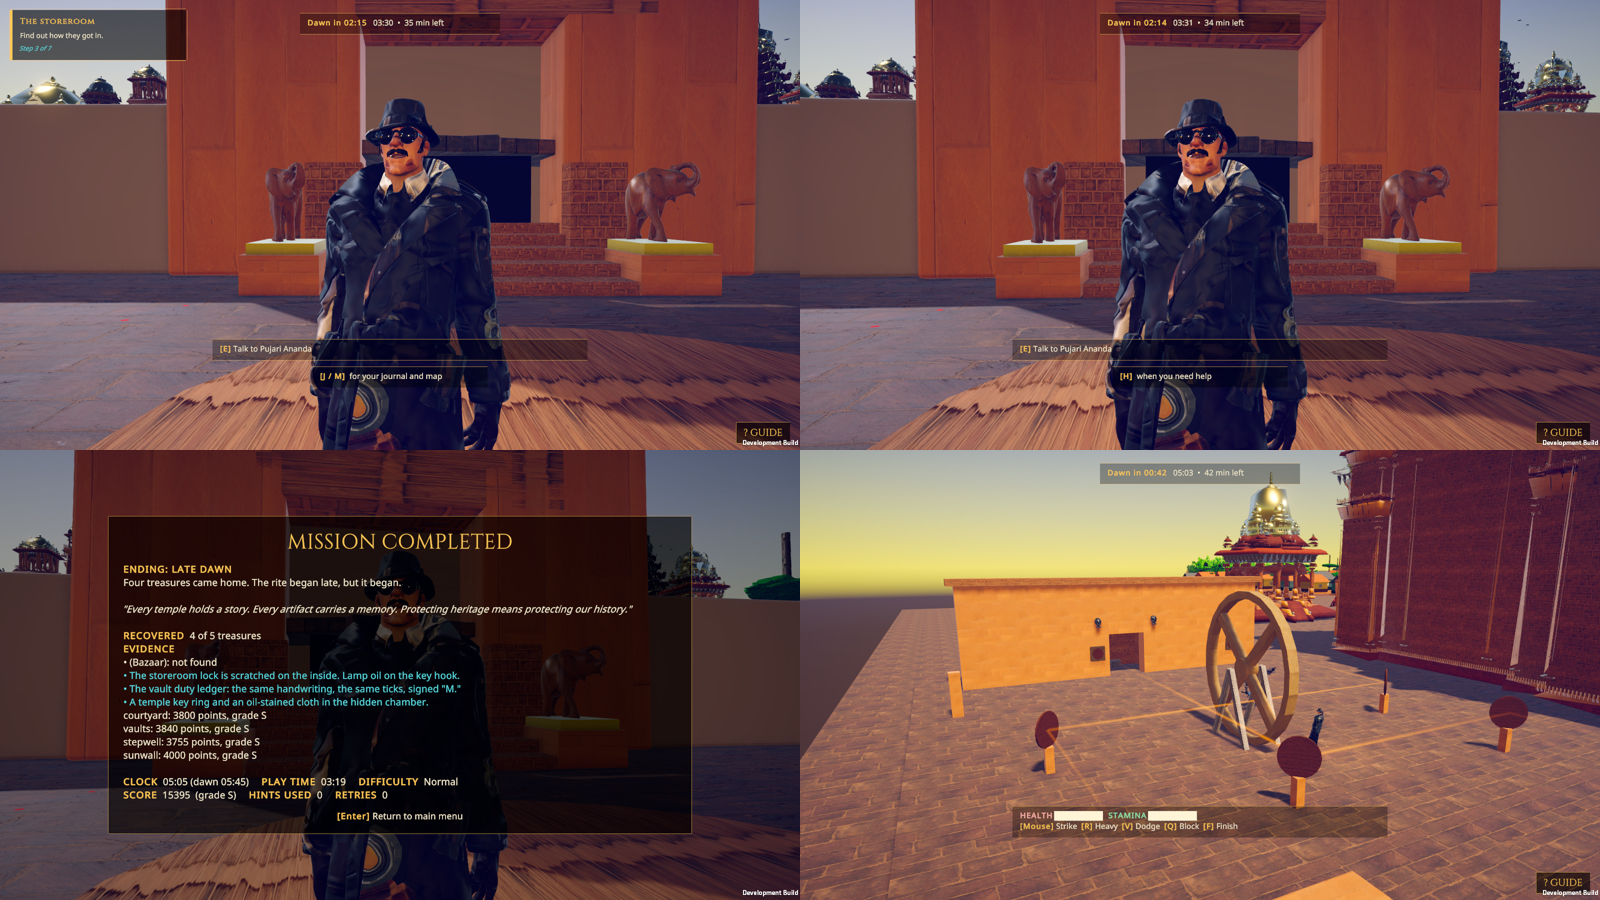 THE STOREROOM
Find out how they got in.
Step 3 of 7
Dawn in 02:15 03:30 • 35 min left
[E] Talk to Pujari Ananda
[J / M] for your journal and map
? GUIDE
Development Build
Dawn in 02:14 03:31 • 34 min left
[E] Talk to Pujari Ananda
[H] when you need help
? GUIDE
Development Build
MISSION COMPLETED
ENDING: LATE DAWN
Four treasures came home. The rite began late, but it began.
"Every temple holds a story. Every artifact carries a memory. Protecting heritage means protecting our history."
RECOVERED 4 of 5 treasures
EVIDENCE
• (Bazaar): not found
• The storeroom lock is scratched on the inside. Lamp oil on the key hook.
• The vault duty ledger: the same handwriting, the same ticks, signed "M."
• A temple key ring and an oil-stained cloth in the hidden chamber.
courtyard: 3800 points, grade S
vaults: 3840 points, grade S
stepwell: 3755 points, grade S
sunwall: 4000 points, grade S
CLOCK 05:05 (dawn 05:45) PLAY TIME 03:19 DIFFICULTY Normal
SCORE 15395 (grade S) HINTS USED 0 RETRIES 0
[Enter] Return to main menu
Development Build
Dawn in 00:42 05:03 • 42 min left
HEALTH STAMINA
[Mouse] Strike [R] Heavy [V] Dodge [Q] Block [F] Finish
? GUIDE
Development Build